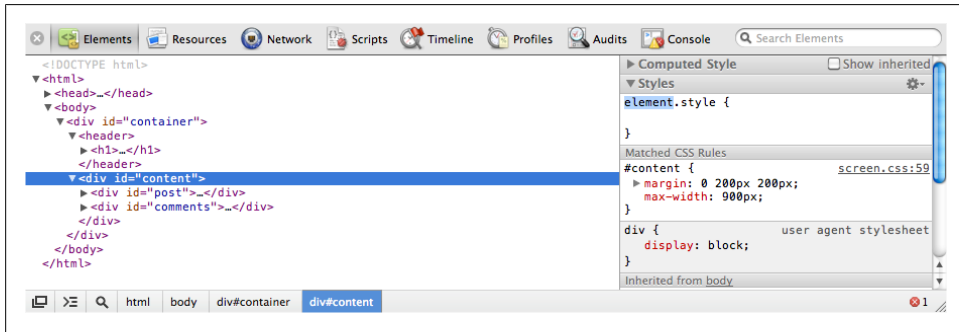 Elements Resources Network Scripts Timeline Profiles Audits Console Search Elements
<!DOCTYPE html>
▼<html>
▶<head>…</head>
▼<body>
▼<div id="container">
▼<header>
▶<h1>…</h1>
</header>
▼<div id="content">
▶<div id="post">…</div>
▶<div id="comments">…</div>
</div>
</div>
</body>
</html>
▶ Computed Style Show inherited
▼ Styles
element.style {
}
Matched CSS Rules
#content { screen.css:59
▶ margin: 0 200px 200px;
max-width: 900px;
}
div { user agent stylesheet
display: block;
}
Inherited from body
html body div#container div#content 1